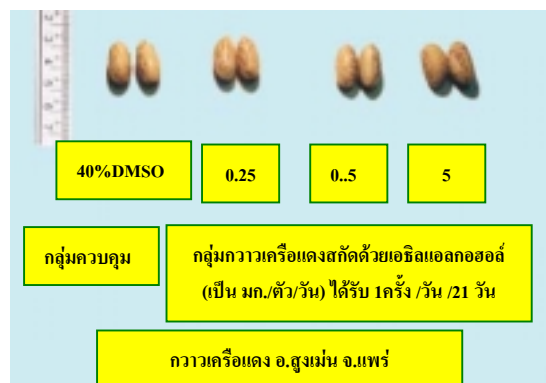 40%DMSO
0.25
0..5
5
กลุ่มควบคุม
กลุ่มกวาวเครือแดงสกัดด้วยเอธิลแอลกอฮอล์
(เป็น มก./ตัว/วัน) ได้รับ 1ครั้ง /วัน /21 วัน
กวาวเครือแดง อ.สูงเม่น จ.แพร่